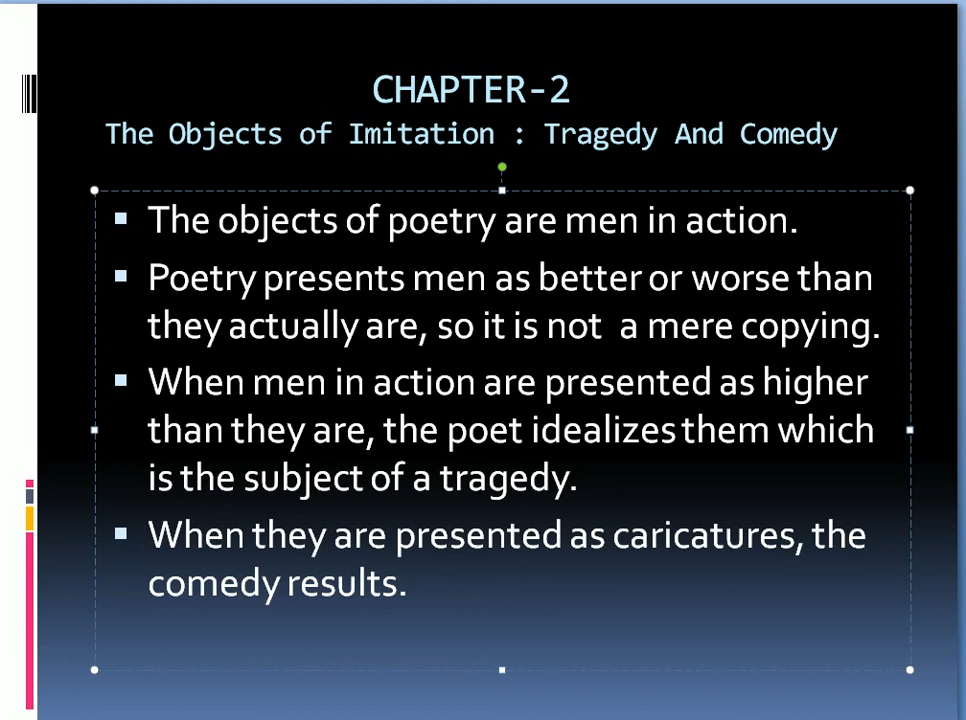 CHAPTER-2
The Objects of Imitation : Tragedy And Comedy
▪ The objects of poetry are men in action.
▪ Poetry presents men as better or worse than
they actually are, so it is not a mere copying.
▪ When men in action are presented as higher
than they are, the poet idealizes them which
is the subject of a tragedy.
▪ When they are presented as caricatures, the
comedy results.